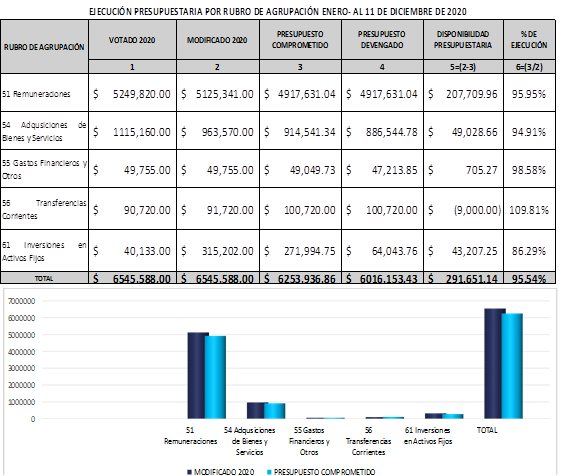 EJECUCIÓN PRESUPUESTARIA POR RUBRO DE AGRUPACIÓN ENERO- AL 11 DE DICIEMBRE DE 2020
RUBRO DE AGRUPACIÓN VOTADO 2020 MODIFICADO 2020 PRESUPUESTO COMPROMETIDO PRESUPUESTO DEVENGADO DISPONIBILIDAD PRESUPUESTARIA % DE EJECUCIÓN
1 2 3 4 5=(2-3) 6=(3/2)
51 Remuneraciones $ 5249,820.00 $ 5125,341.00 $ 4917,631.04 $ 4917,631.04 $ 207,709.96 95.95%
54 Adqusiciones de Bienes y Servicios $ 1115,160.00 $ 963,570.00 $ 914,541.34 $ 886,544.78 $ 49,028.66 94.91%
55 Gastos Financieros y Otros $ 49,755.00 $ 49,755.00 $ 49,049.73 $ 47,213.85 $ 705.27 98.58%
56 Transferencias Corrientes $ 90,720.00 $ 91,720.00 $ 100,720.00 $ 100,720.00 $ (9,000.00) 109.81%
61 Inversiones en Activos Fijos $ 40,133.00 $ 315,202.00 $ 271,994.75 $ 64,043.76 $ 43,207.25 86.29%
TOTAL $ 6545,588.00 $ 6545,588.00 $ 6253,936.86 $ 6016,153.43 $ 291,651.14 95.54%
7000000
6000000
5000000
4000000
3000000
2000000
1000000
0
51 Remuneraciones
54 Adqusiciones de Bienes y Servicios
55 Gastos Financieros y Otros
56 Transferencias Corrientes
61 Inversiones en Activos Fijos
TOTAL
MODIFICADO 2020 PRESUPUESTO COMPROMETIDO